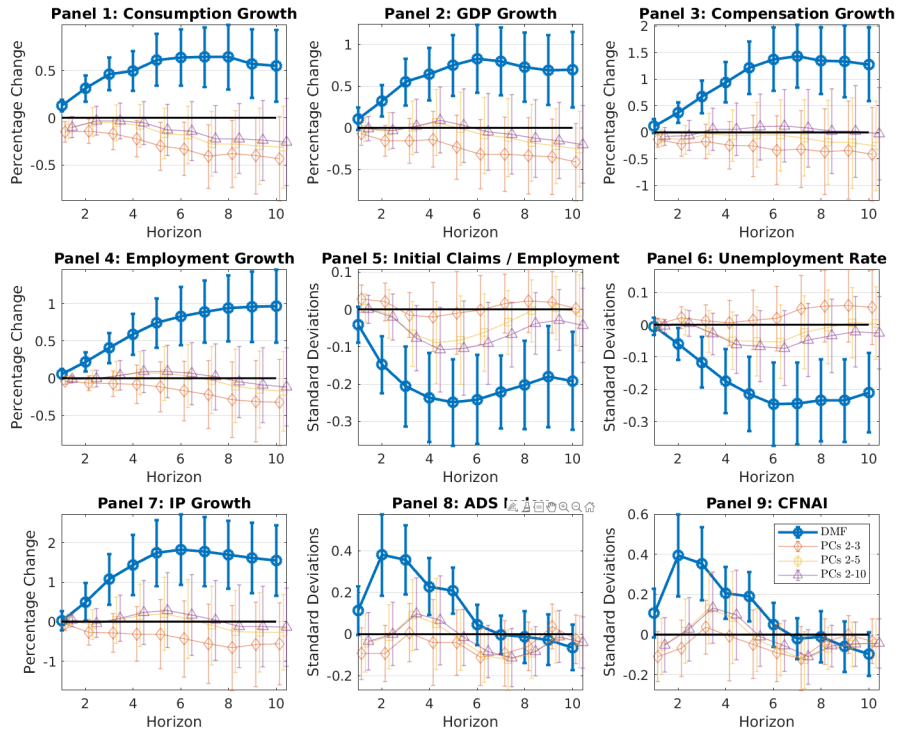 Panel 1: Consumption Growth
Percentage Change
0.5
0
-0.5
2 4 6 8 10
Horizon
Panel 2: GDP Growth
Percentage Change
1
0.5
0
-0.5
2 4 6 8 10
Horizon
Panel 3: Compensation Growth
Percentage Change
2
1.5
1
0.5
0
-0.5
-1
2 4 6 8 10
Horizon
Panel 4: Employment Growth
Percentage Change
1
0.5
0
-0.5
2 4 6 8 10
Horizon
Panel 5: Initial Claims / Employment
Standard Deviations
0.1
0
-0.1
-0.2
-0.3
2 4 6 8 10
Horizon
Panel 6: Unemployment Rate
Standard Deviations
0.1
0
-0.1
-0.2
-0.3
2 4 6 8 10
Horizon
Panel 7: IP Growth
Percentage Change
2
1
0
-1
2 4 6 8 10
Horizon
Panel 8: ADS
Standard Deviations
0.4
0.2
0
-0.2
2 4 6 8 10
Horizon
Panel 9: CFNAI
Standard Deviations
0.6
0.4
0.2
0
-0.2
2 4 6 8 10
Horizon
DMF
PCs 2-3
PCs 2-5
PCs 2-10